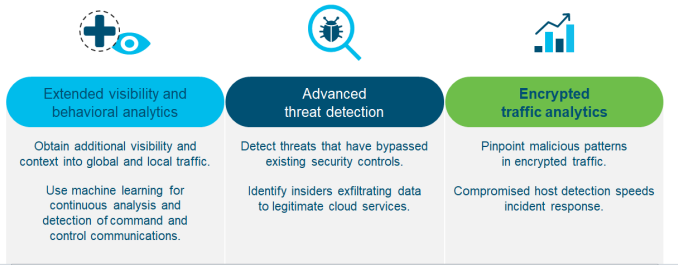 Extended visibility and
behavioral analytics
Obtain additional visibility and
context into global and local traffic.
Use machine learning for
continuous analysis and
detection of command and
control communications.
Advanced
threat detection
Detect threats that have bypassed
existing security controls.
Identify insiders exfiltrating data
to legitimate cloud services.
Encrypted
traffic analytics
Pinpoint malicious patterns
in encrypted traffic.
Compromised host detection speeds
incident response.